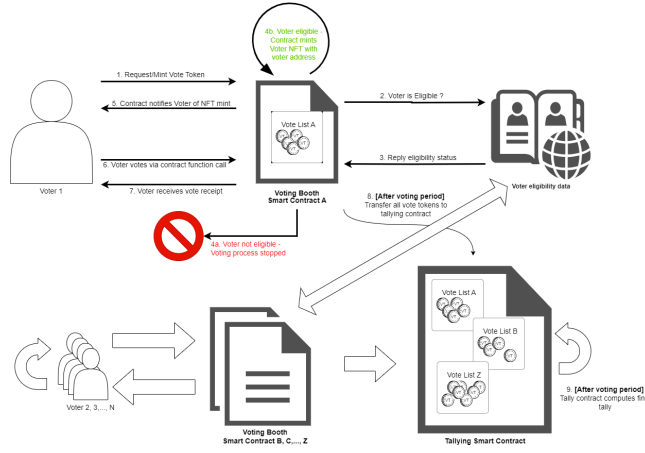 4b. Voter eligible -
Contract mints
Voter NFT with
voter address
1. Request/Mint Vote Token
5. Contract notifies Voter of NFT mint
2. Voter is Eligible ?
Vote List A
3. Reply eligibility status
6. Voter votes via contract function call
7. Voter receives vote receipt
Voter 1
Voting Booth
Smart Contract A
Voter eligibility data
8. [After voting period]
Transfer all vote tokens to
tallying contract
4a. Voter not eligible -
Voting process stopped
Vote List A
VT
Vote List B
VT
VT
Vote List Z
VT
9. [After voting period]
Tally contract computes fin
tally
Voter 2, 3,..., N
Voting Booth
Smart Contract B, C,..., Z
Tallying Smart Contract